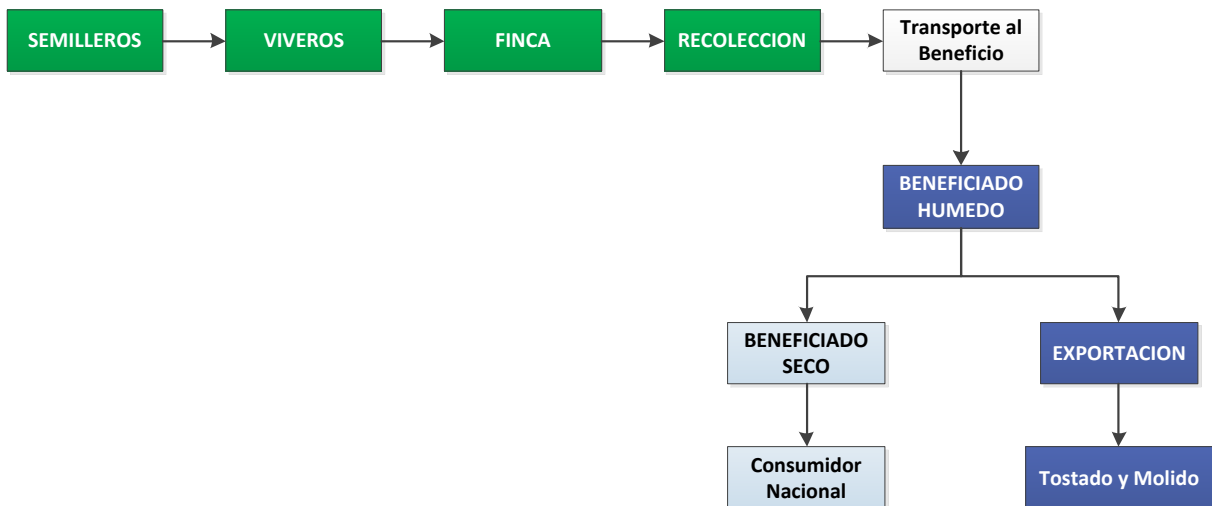 SEMILLEROS
VIVEROS
FINCA
RECOLECCION
Transporte al
Beneficio
BENEFICIADO
HUMEDO
BENEFICIADO
SECO
EXPORTACION
Consumidor
Nacional
Tostado y Molido